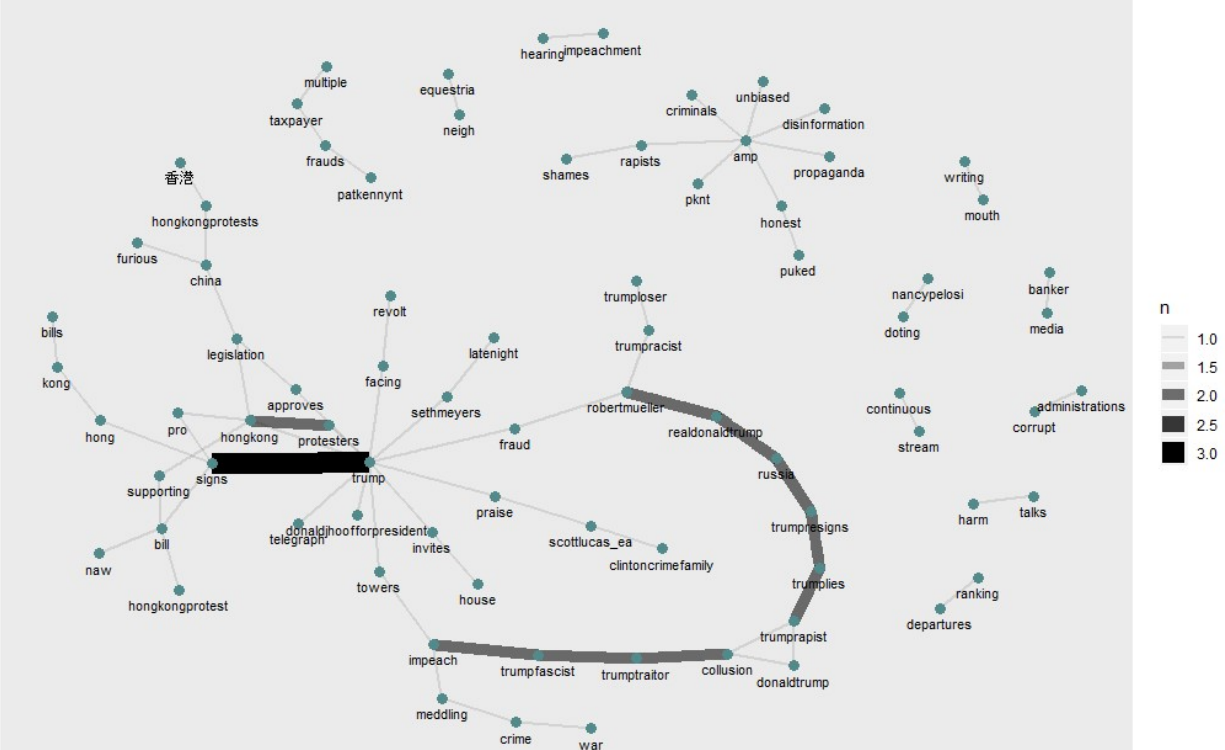 hearing
impeachment
multiple
equestria
unbiased
criminals
taxpayer
disinformation
neigh
amp
frauds
rapists
shames
propaganda
writing
香港
patkennynt
pknt
mouth
hongkongprotests
honest
furious
puked
china
banker
nancypelosi
trumploser
revolt
media
bills
doting
trumpracist
latenight
legislation
facing
kong
approves
administrations
robertmueller
continuous
sethmeyers
corrupt
pro
hong
hongkong
protesters
realdonaldtrump
fraud
stream
russia
signs
trump
supporting
praise
harm
talks
trumpresigns
donaldjhoofforpresident
telegraph
scottlucas_ea
bill
invites
clintoncrimefamily
naw
trumplies
towers
ranking
house
hongkongprotest
departures
trumprapist
impeach
trumpfascist
trumptraitor
collusion
donaldtrump
meddling
crime
war
n
1.0
1.5
2.0
2.5
3.0